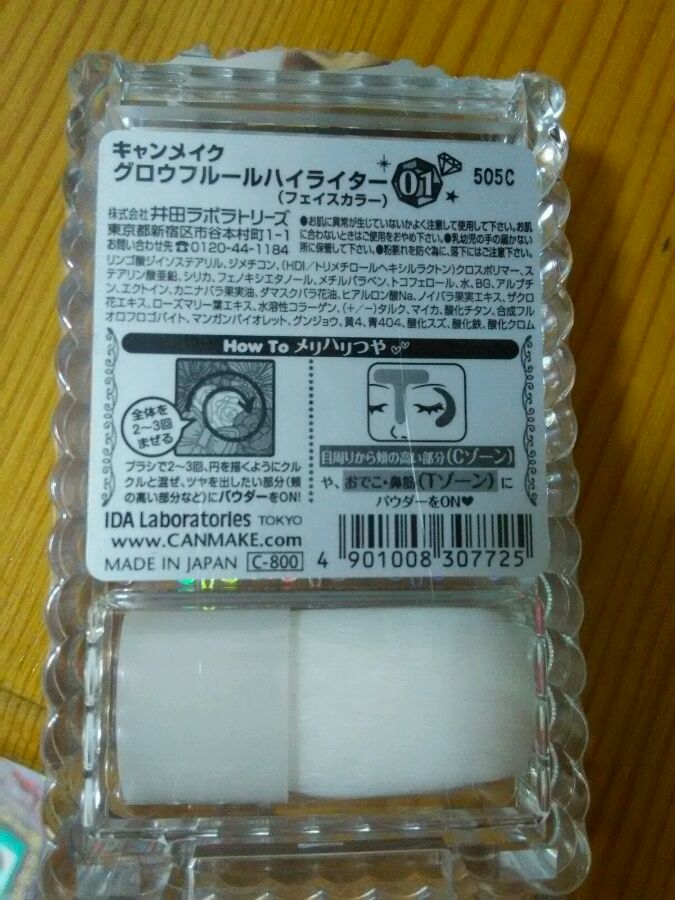 キャンメイク
グロウフルールハイライター
(フェイスカラー)
01
505C
株式会社 井田ラボラトリーズ
東京都新宿区市谷本村町1-1
お問い合わせ先☎0120-44-1184
●お肌に異常が生じていないかよく注意して使用して下さい。お肌
に合わないときはご使用をおやめ下さい。●乳幼児の手の届かない
所に保管して下さい。●粉割れを防ぐ為に、落下にはご注意下さい。
リンゴ酸ジイソステアリル、ジメチコン、(HDI/トリメチロールヘキシルラクトン)クロスポリマー、ス
テアリン酸亜鉛、シリカ、フェノキシエタノール、メチルパラベン、トコフェロール、水、BG、アルブチ
ン、エクトイン、カニナバラ果実油、ダマスクバラ花油、ヒアルロン酸Na、ノイバラ果実エキス、ザクロ
花エキス、ローズマリー葉エキス、水溶性コラーゲン、(+/-)タルク、マイカ、酸化チタン、合成フル
オロフロゴパイト、マンガンバイオレット、グンジョウ、黄4、青404、酸化スズ、酸化鉄、酸化クロム
How To メリハリつや
全体を
2~3回
まぜる
ブラシで2~3回、円を描くようにクル
クルと混ぜ、ツヤを出したい部分(頬
の高い部分など)にパウダーをON!
T
目周りから頬の高い部分(Cゾーン)
や、おでこ・鼻筋(Tゾーン)に
パウダーをON♥
IDA Laboratories TOKYO
www.CANMAKE.com
MADE IN JAPAN C-800
4 901008 307725